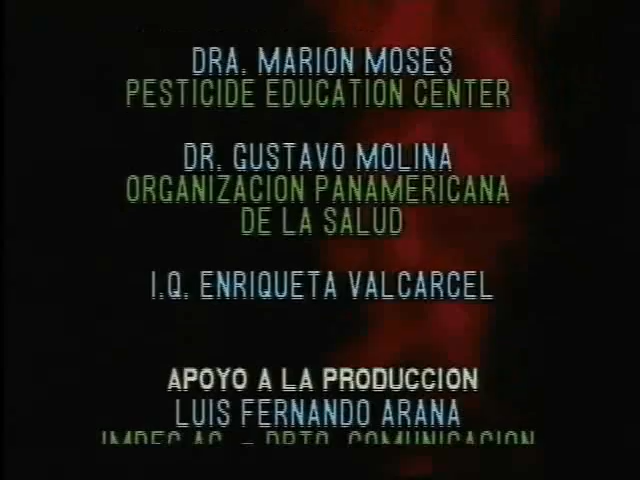 DRA. MARION MOSES
PESTICIDE EDUCATION CENTER
DR. GUSTAVO MOLINA
ORGANIZACION PANAMERICANA
DE LA SALUD
I.Q. ENRIQUETA VALCARCEL
APOYO A LA PRODUCCION
LUIS FERNANDO ARANA
COMUNICACION